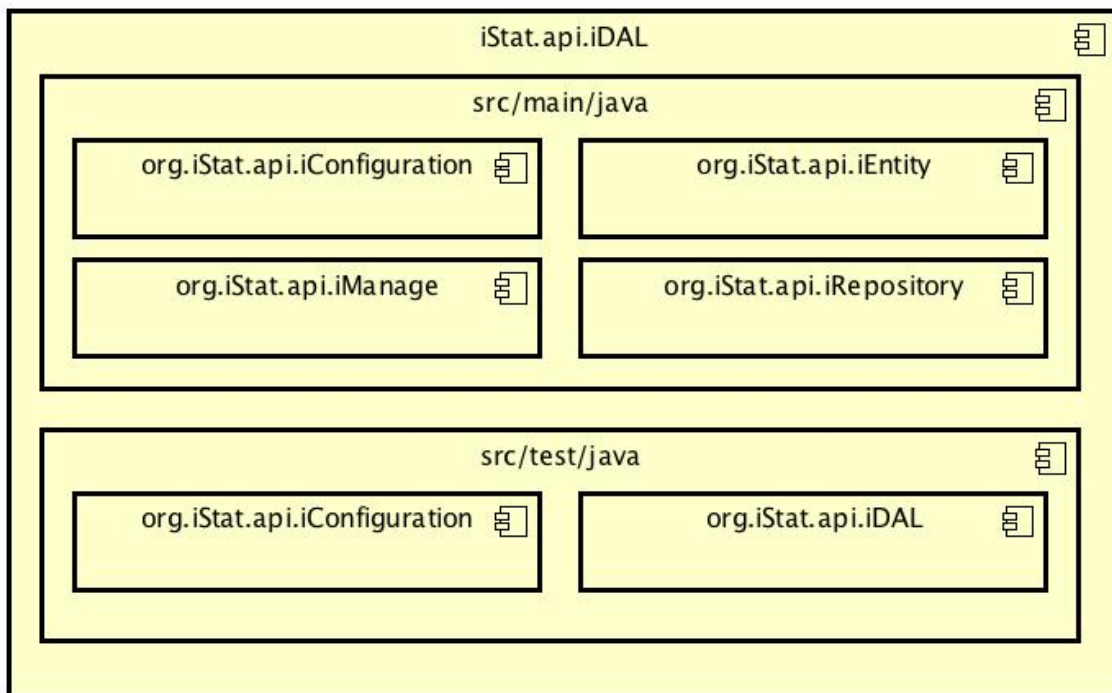 iStat.api.iDAL
src/main/java
org.iStat.api.iConfiguration
org.iStat.api.iEntity
org.iStat.api.iManage
org.iStat.api.iRepository
src/test/java
org.iStat.api.iConfiguration
org.iStat.api.iDAL